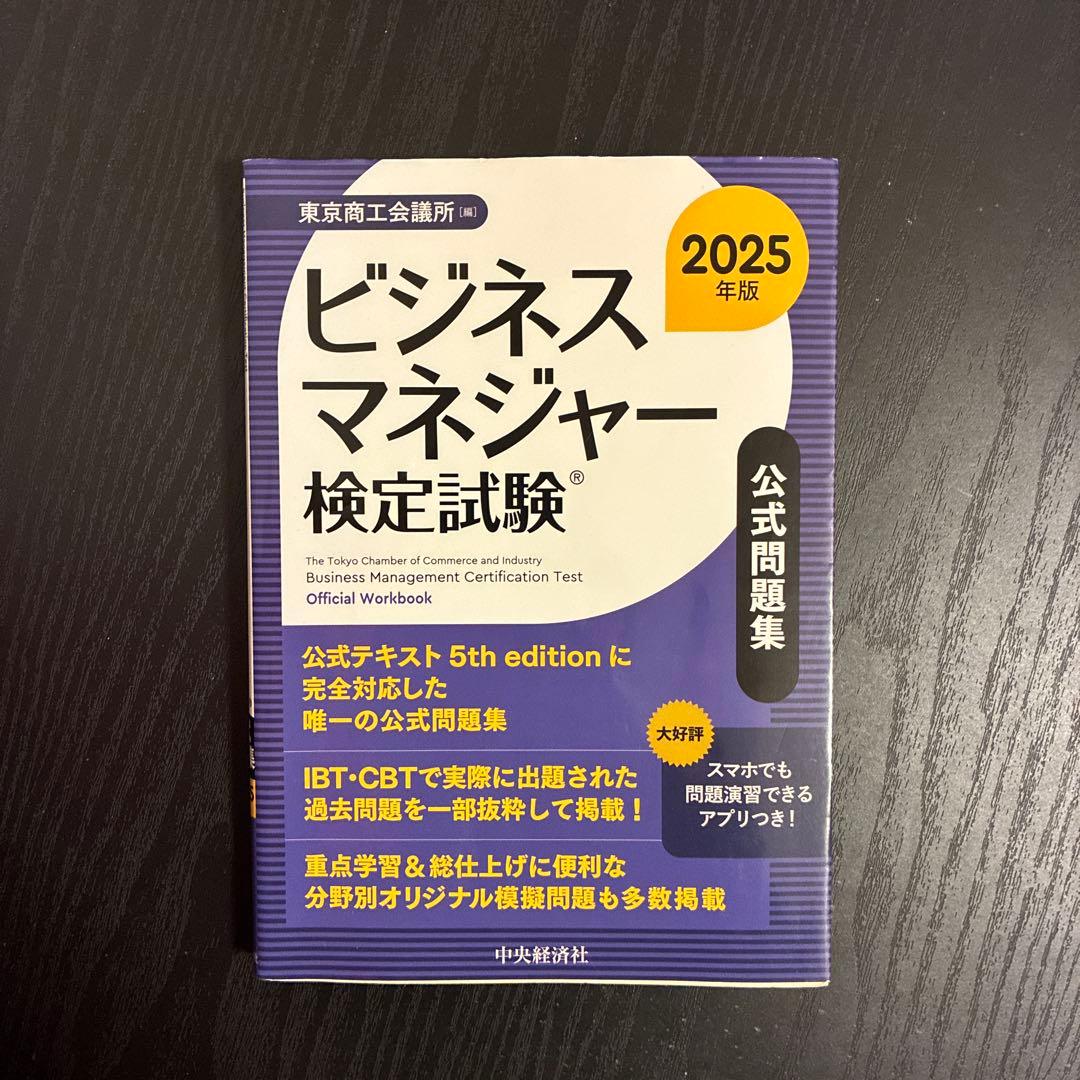 東京商工会議所［編］
2025
年版
ビジネス
マネジャー
検定試験®
The Tokyo Chamber of Commerce and Industry
Business Management Certification Test
Official Workbook
公式問題集
公式テキスト 5th edition に
完全対応した
唯一の公式問題集
IBT・CBTで実際に出題された
過去問題を一部抜粋して掲載！
大好評
スマホでも
問題演習できる
アプリつき！
重点学習＆総仕上げに便利な
分野別オリジナル模擬問題も多数掲載
中央経済社